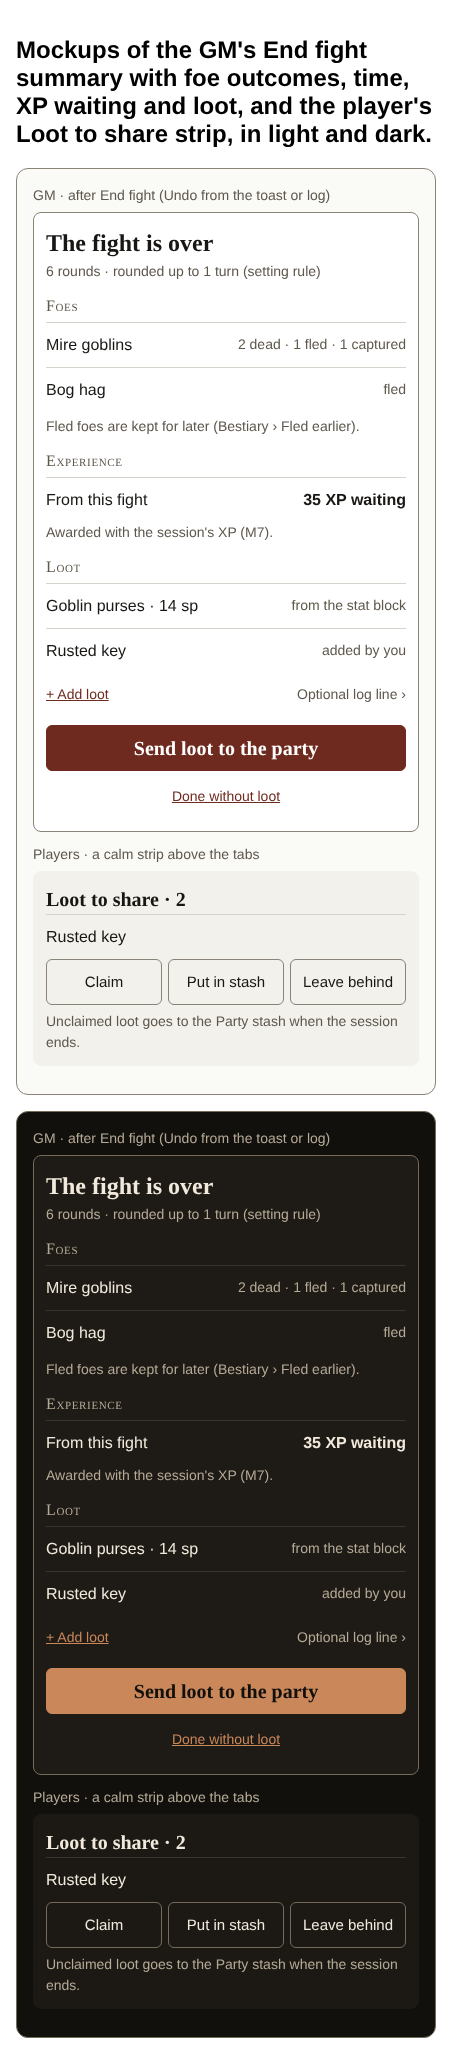 Mockups of the GM's End fight
summary with foe outcomes, time,
XP waiting and loot, and the player's
Loot to share strip, in light and dark.
GM · after End fight (Undo from the toast or log)
The fight is over
6 rounds · rounded up to 1 turn (setting rule)
Foes
Mire goblins 2 dead · 1 fled · 1 captured
Bog hag fled
Fled foes are kept for later (Bestiary › Fled earlier).
Experience
From this fight 35 XP waiting
Awarded with the session's XP (M7).
Loot
Goblin purses · 14 sp from the stat block
Rusted key added by you
+ Add loot Optional log line ›
Send loot to the party
Done without loot
Players · a calm strip above the tabs
Loot to share · 2
Rusted key
Claim Put in stash Leave behind
Unclaimed loot goes to the Party stash when the session
ends.
GM · after End fight (Undo from the toast or log)
The fight is over
6 rounds · rounded up to 1 turn (setting rule)
Foes
Mire goblins 2 dead · 1 fled · 1 captured
Bog hag fled
Fled foes are kept for later (Bestiary › Fled earlier).
Experience
From this fight 35 XP waiting
Awarded with the session's XP (M7).
Loot
Goblin purses · 14 sp from the stat block
Rusted key added by you
+ Add loot Optional log line ›
Send loot to the party
Done without loot
Players · a calm strip above the tabs
Loot to share · 2
Rusted key
Claim Put in stash Leave behind
Unclaimed loot goes to the Party stash when the session
ends.